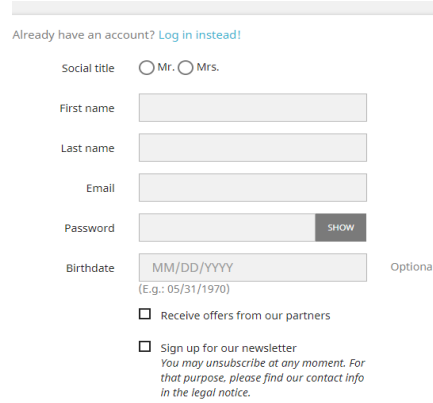 Already have an account? Log in instead!
Social title Mr. Mrs.
First name
Last name
Email
Password SHOW
Birthdate MM/DD/YYYY Optiona
(E.g.: 05/31/1970)
Receive offers from our partners
Sign up for our newsletter
You may unsubscribe at any moment. For
that purpose, please find our contact info
in the legal notice.